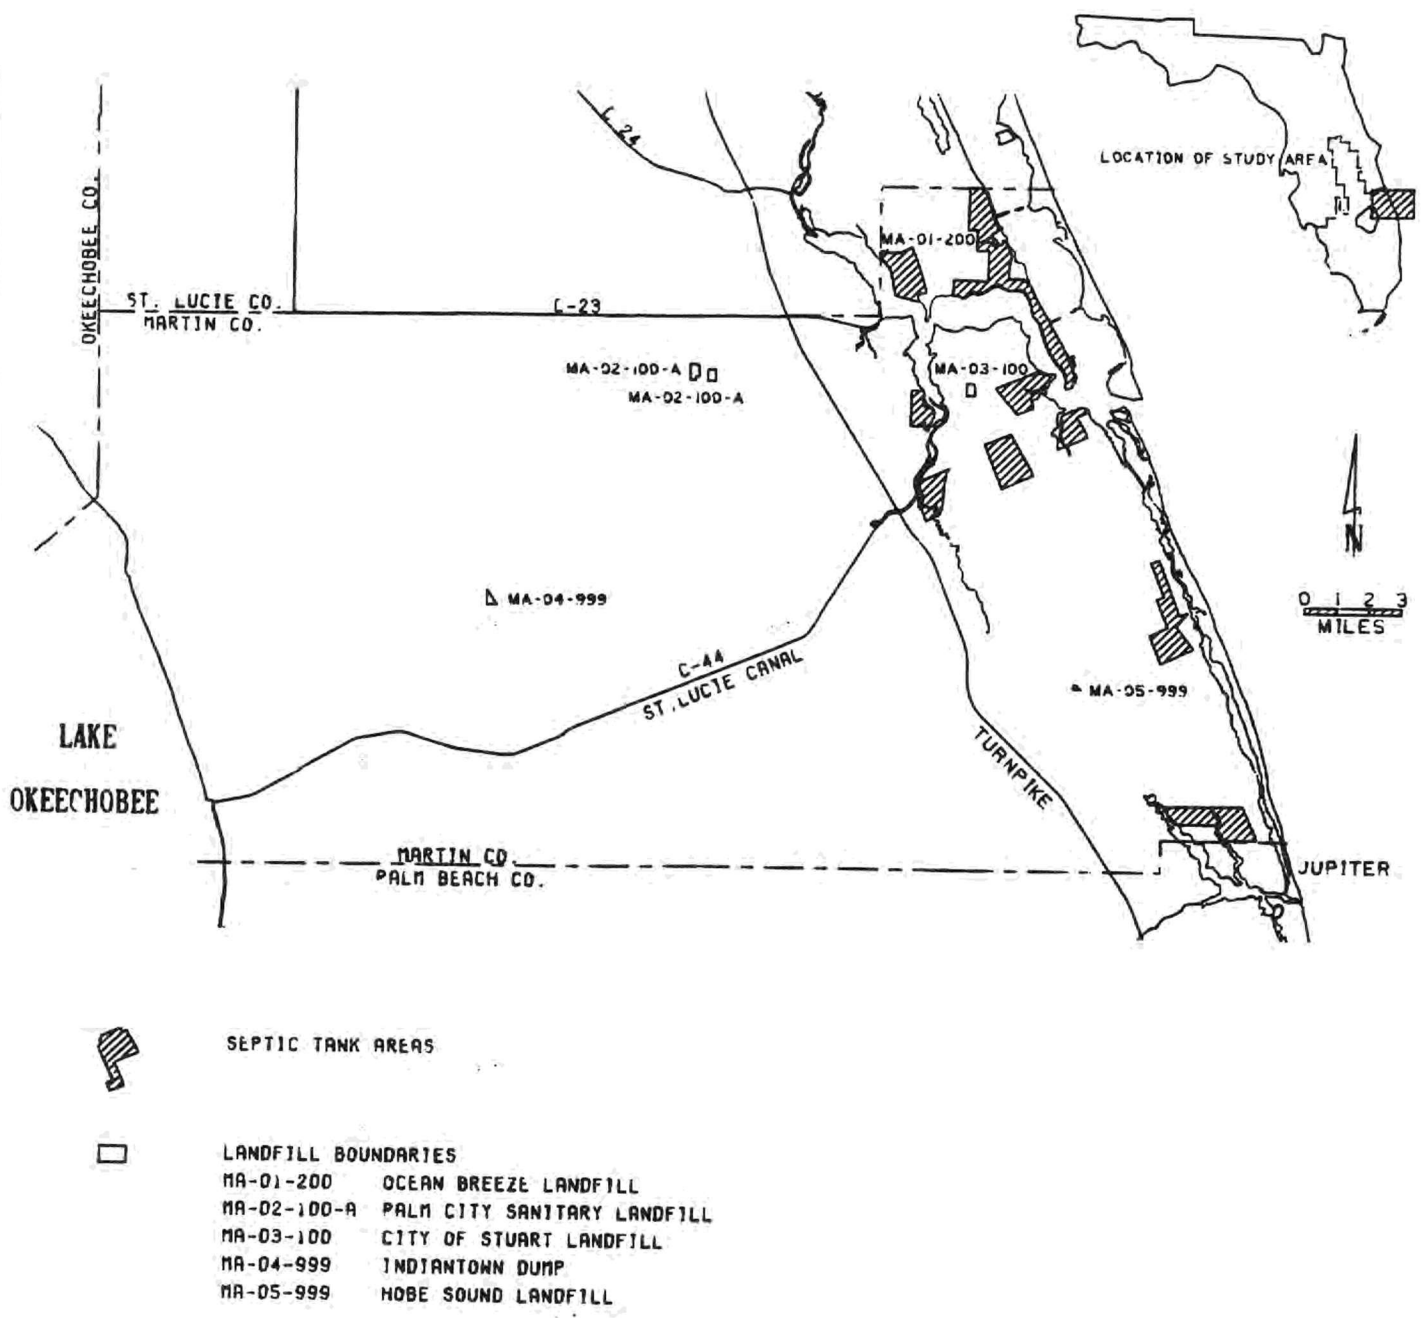 LOCATION OF STUDY AREA
C-24
OKEECHOBEE CO.
MA-01-200
ST. LUCIE CO.
MARTIN CO.
C-23
MA-02-100-A
MA-02-100-A
MA-03-100
N
0 1 2 3
MILES
MA-04-999
C-44
ST. LUCIE CANAL
MA-05-999
LAKE
OKEECHOBEE
TURNPIKE
MARTIN CO.
PALM BEACH CO.
JUPITER
SEPTIC TANK AREAS
LANDFILL BOUNDARIES
MA-01-200 OCEAN BREEZE LANDFILL
MA-02-100-A PALM CITY SANITARY LANDFILL
MA-03-100 CITY OF STUART LANDFILL
MA-04-999 INDIANTOWN DUMP
MA-05-999 HOBE SOUND LANDFILL